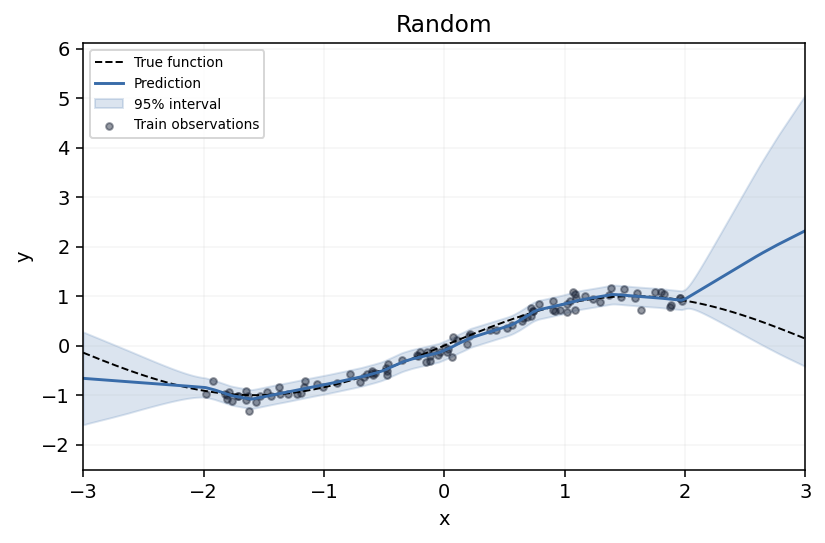 Random
True function
Prediction
95% interval
Train observations
6
5
4
3
2
1
0
−1
−2
y
−3 −2 −1 0 1 2 3
x